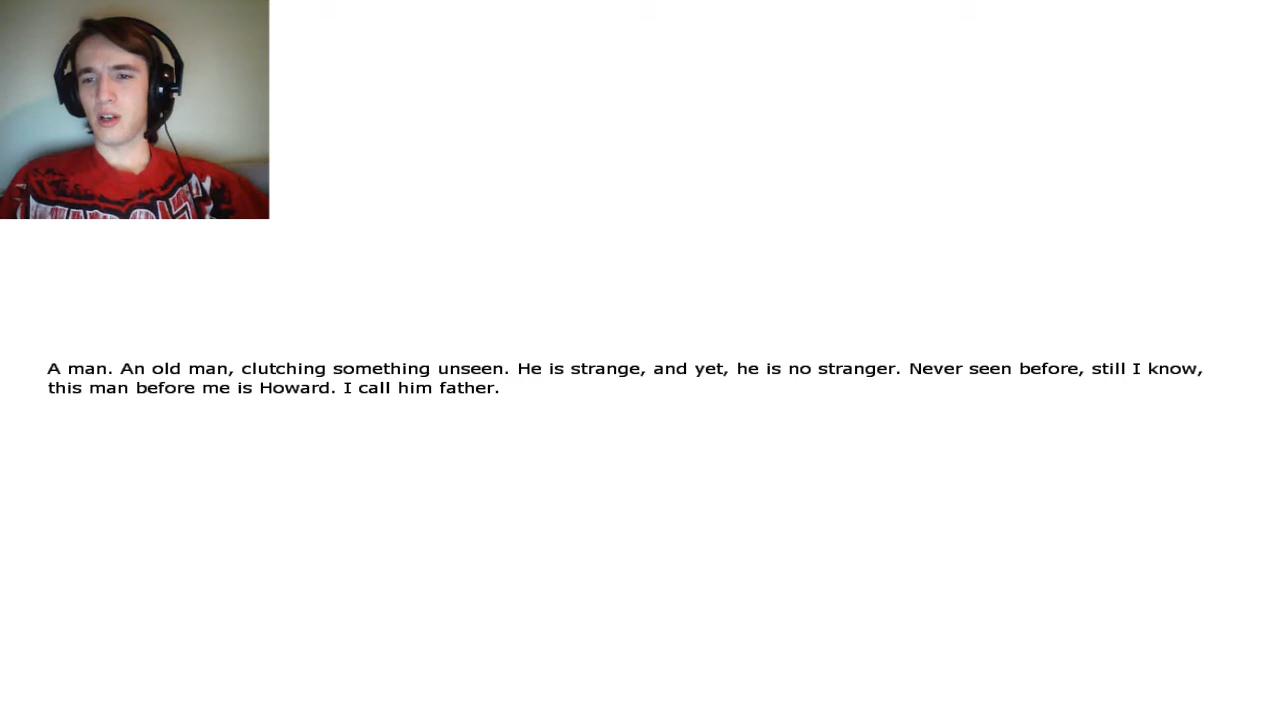 A man. An old man, clutching something unseen. He is strange, and yet, he is no stranger. Never seen before, still I know,
this man before me is Howard. I call him father.